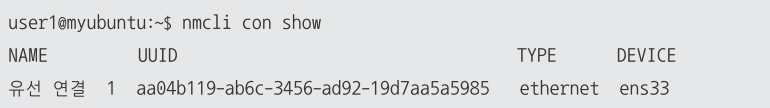 user1@myubuntu:~$ nmcli con show
NAME UUID TYPE DEVICE
유선 연결 1 aa04b119-ab6c-3456-ad92-19d7aa5a5985 ethernet ens33